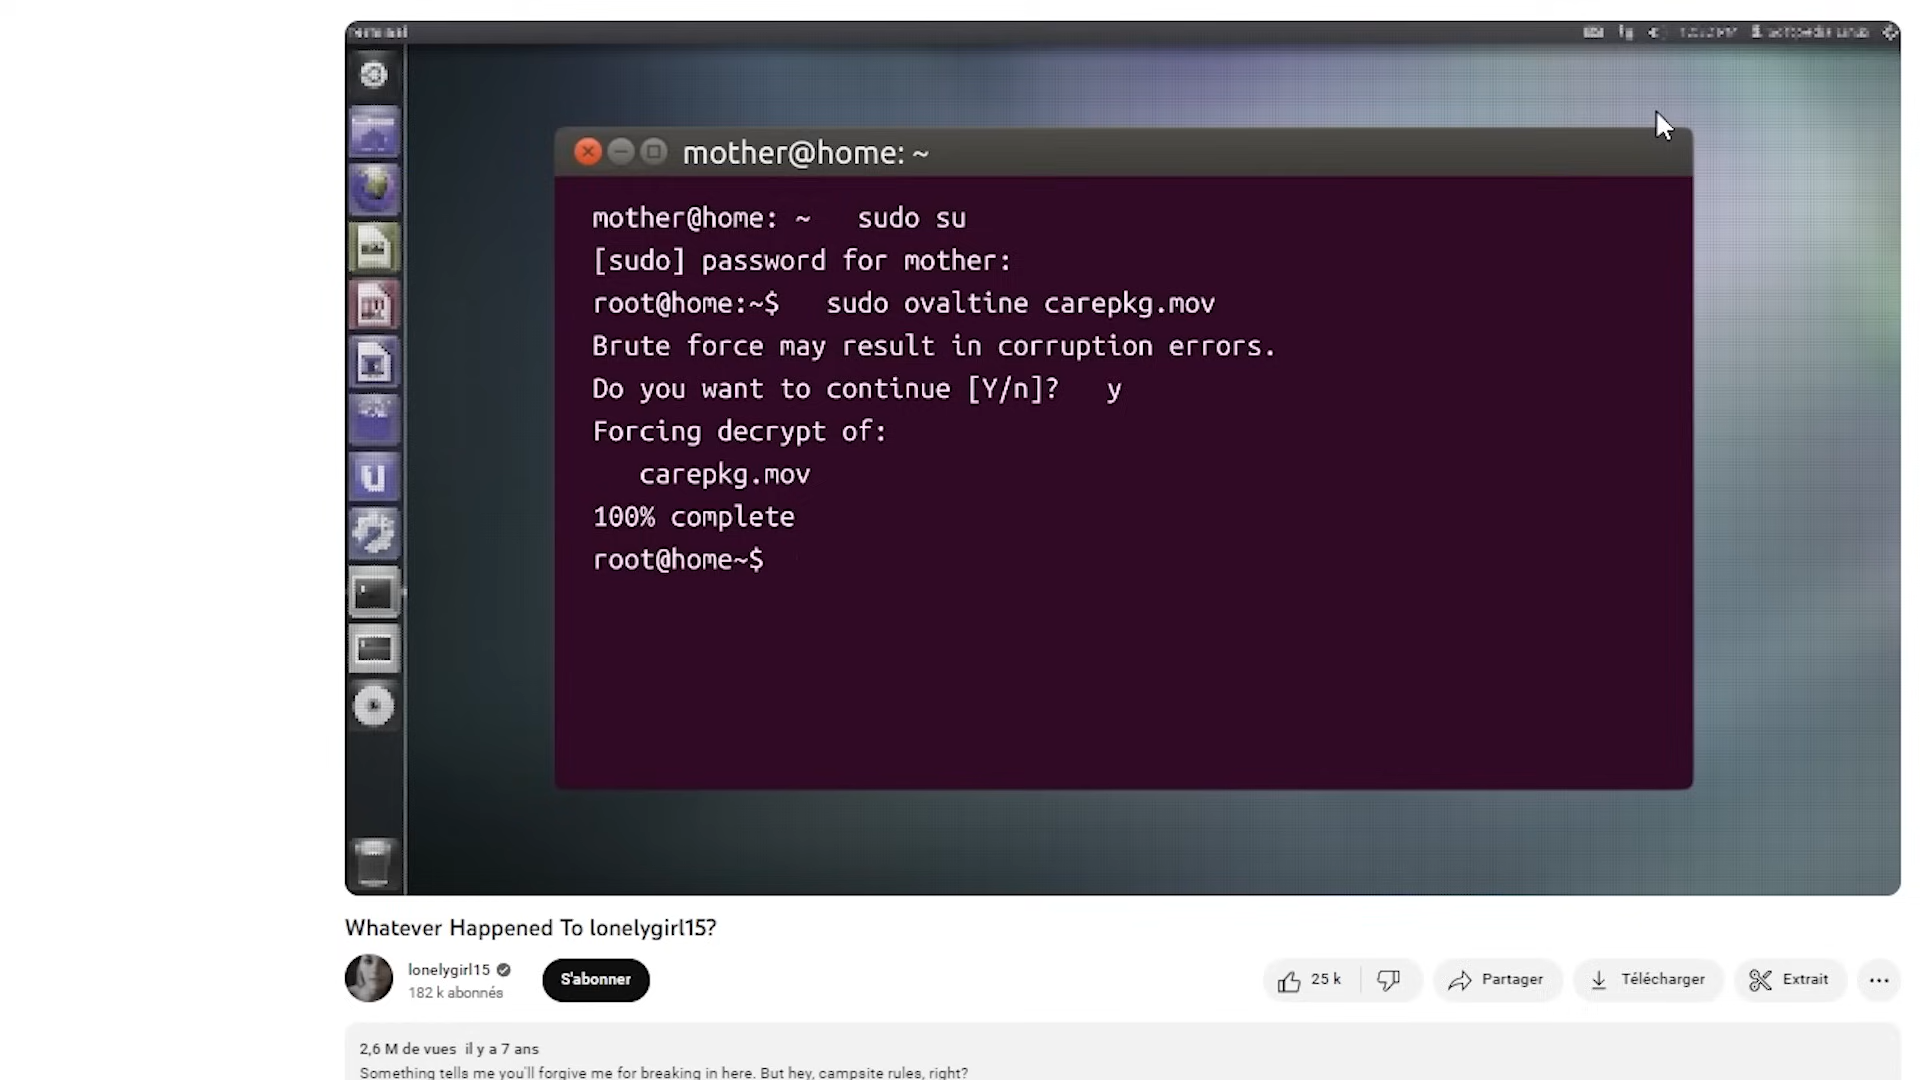 Terminal
mother@home: ~
mother@home: ~ sudo su
[sudo] password for mother:
root@home:~$ sudo ovaltine carepkg.mov
Brute force may result in corruption errors.
Do you want to continue [Y/n]? y
Forcing decrypt of:
carepkg.mov
100% complete
root@home~$
Whatever Happened To lonelygirl15?
lonelygirl15
182 k abonnés
S'abonner
25 k
Partager
Télécharger
Extrait
2,6 M de vues il y a 7 ans
Something tells me you'll forgive me for breaking in here. But hey, campsite rules, right?